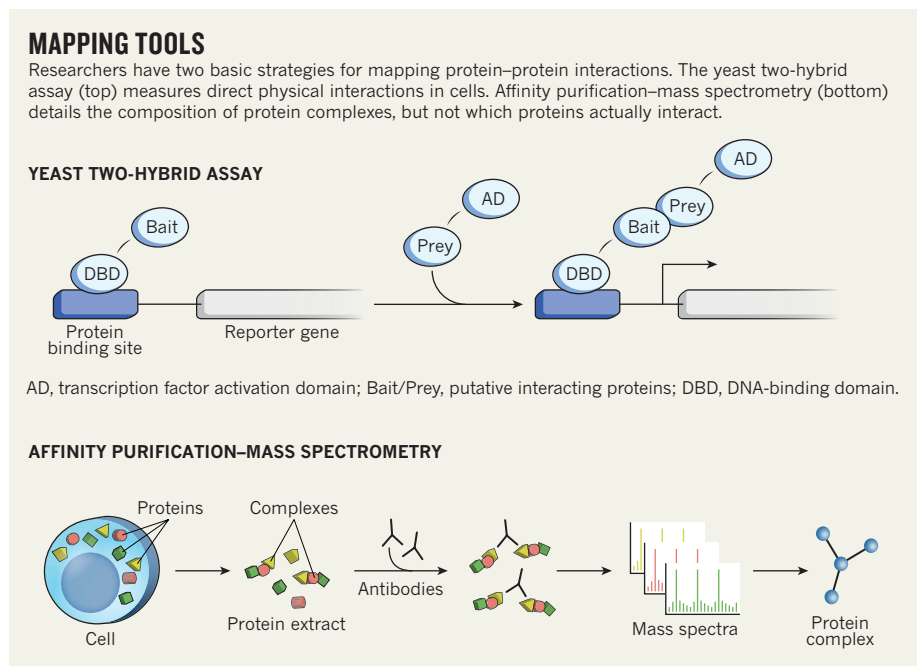 MAPPING TOOLS
Researchers have two basic strategies for mapping protein–protein interactions. The yeast two-hybrid
assay (top) measures direct physical interactions in cells. Affinity purification–mass spectrometry (bottom)
details the composition of protein complexes, but not which proteins actually interact.
YEAST TWO-HYBRID ASSAY
Bait
DBD
Protein
binding site
Reporter gene
AD
Prey
AD
Prey
Bait
DBD
AD, transcription factor activation domain; Bait/Prey, putative interacting proteins; DBD, DNA-binding domain.
AFFINITY PURIFICATION–MASS SPECTROMETRY
Proteins
Cell
Complexes
Protein extract
Antibodies
Mass spectra
Protein
complex